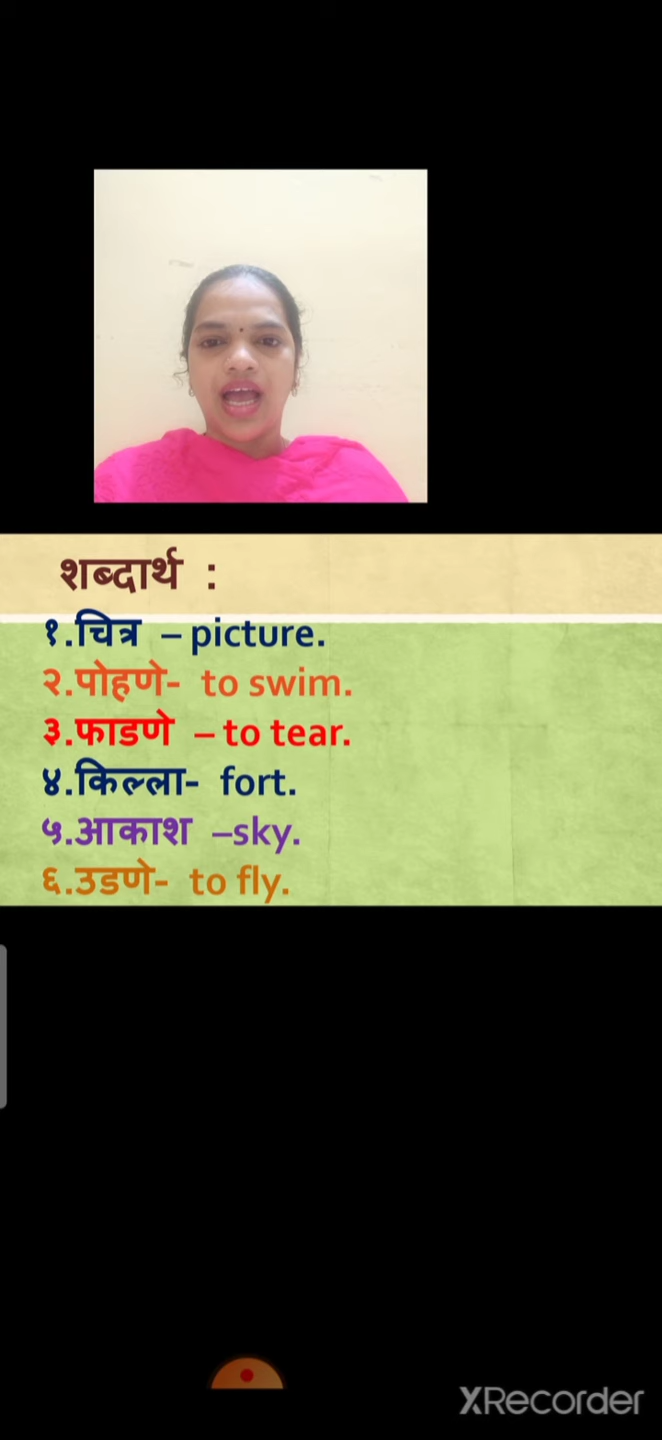 शब्दार्थ :
१.चित्र – picture.
२.पोहणे- to swim.
३.फाडणे – to tear.
४.किल्ला- fort.
५.आकाश –sky.
६.उडणे- to fly.
XRecorder